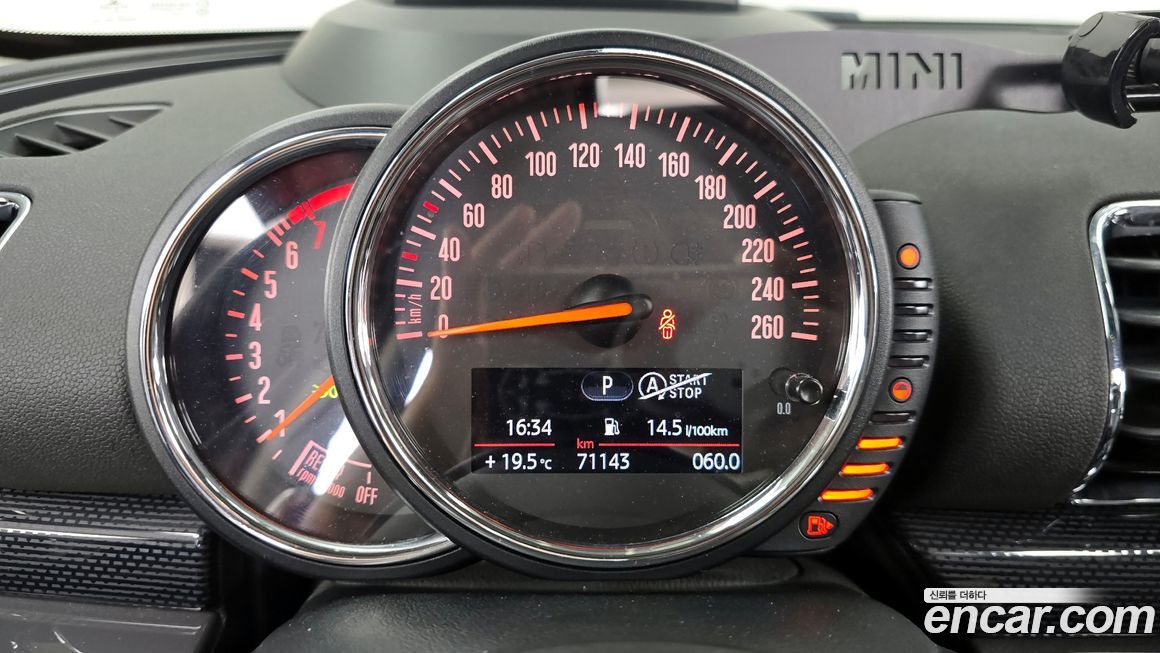 MINI
km/h
0
20
40
60
80
100
120
140
160
180
200
220
240
260
1
2
3
4
5
6
7
OFF
P
A START STOP
0.0
16:34 14.5 l/100km
km
+ 19.5°C 71143 060.0
신뢰를 더하다
encar.com